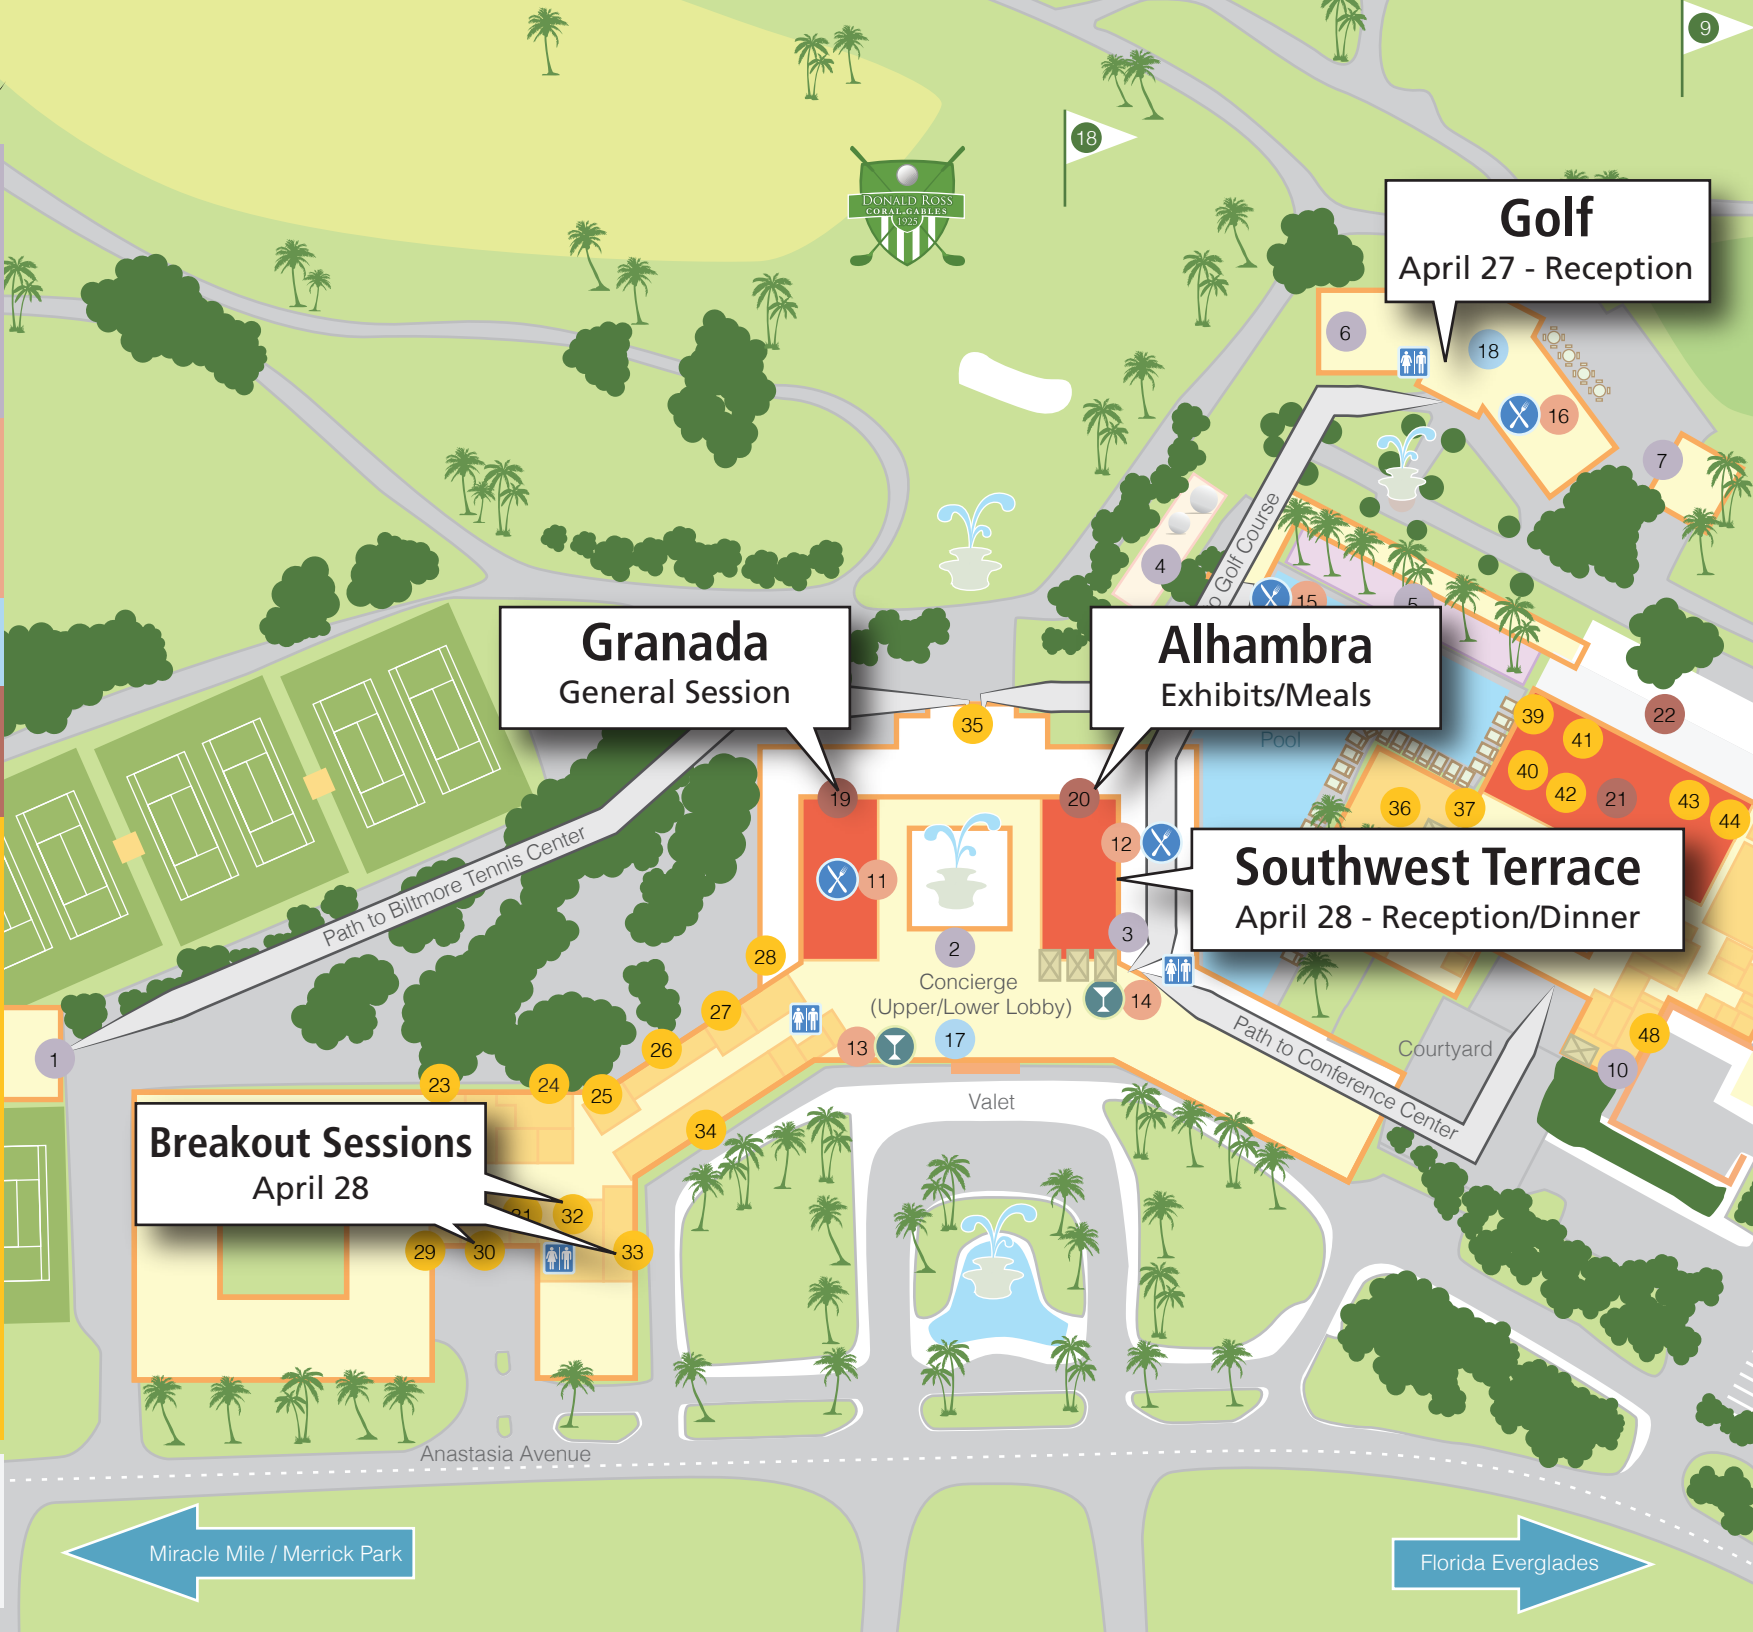 9
18
DONALD ROSS
CORAL GABLES
1925
Golf
April 27 - Reception
6
18
16
7
4
Golf Course
15
5
Granada
General Session
Alhambra
Exhibits/Meals
35
Pool
39
22
41
40
42
21
43
44
36
37
19
20
12
11
Southwest Terrace
April 28 - Reception/Dinner
3
2
28
Concierge
(Upper/Lower Lobby)
14
27
13
17
26
Path to Biltmore Tennis Center
1
Path to Conference Center
Courtyard
48
10
23
24
25
34
Valet
Breakout Sessions
April 28
31
32
29
30
33
Anastasia Avenue
Miracle Mile / Merrick Park
Florida Everglades